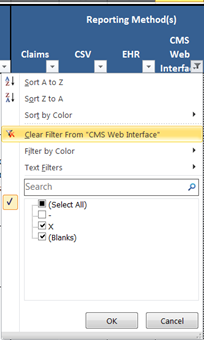 Reporting Method(s)
Claims CSV EHR CMS
Web
Interfac
Sort A to Z
Sort Z to A
Sort by Color
Clear Filter From "CMS Web Interface"
Filter by Color
Text Filters
Search
(Select All)
-
X
(Blanks)
OK Cancel